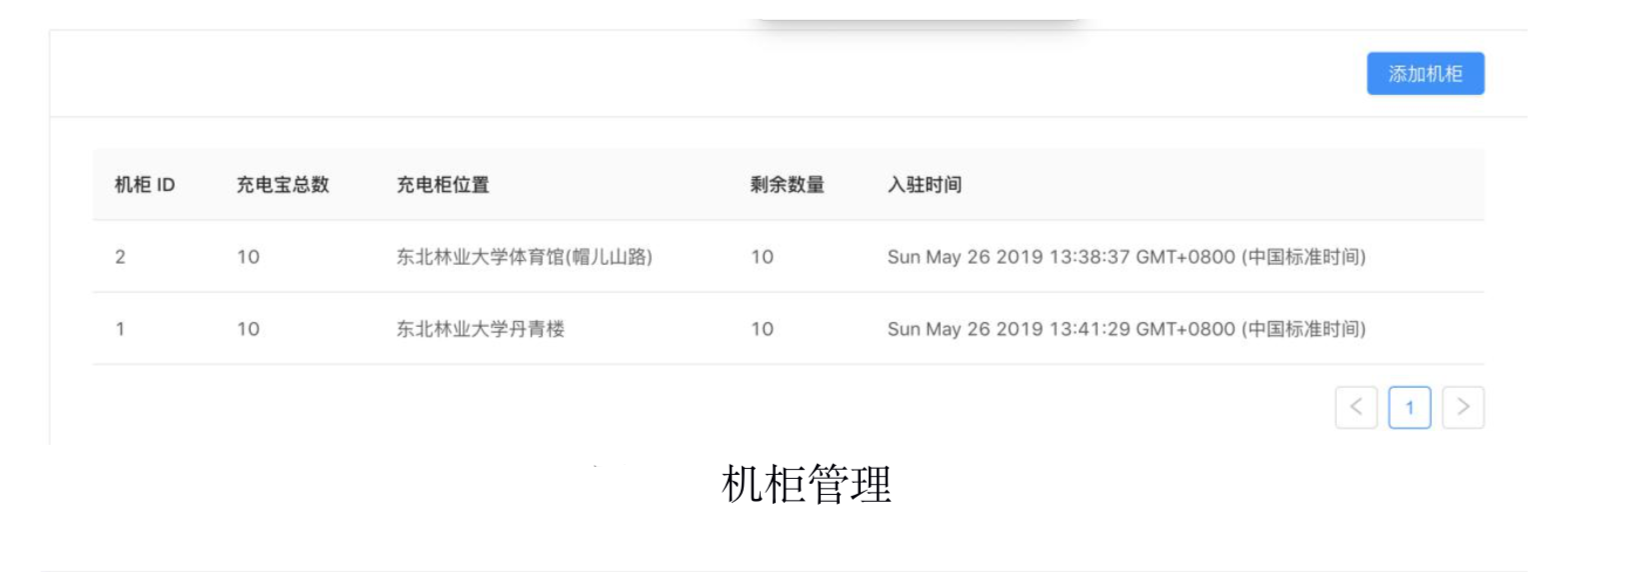 添加机柜
机柜 ID 充电宝总数 充电柜位置 剩余数量 入驻时间
2 10 东北林业大学体育馆(帽儿山路) 10 Sun May 26 2019 13:38:37 GMT+0800 (中国标准时间)
1 10 东北林业大学丹青楼 10 Sun May 26 2019 13:41:29 GMT+0800 (中国标准时间)
< 1 >
机柜管理